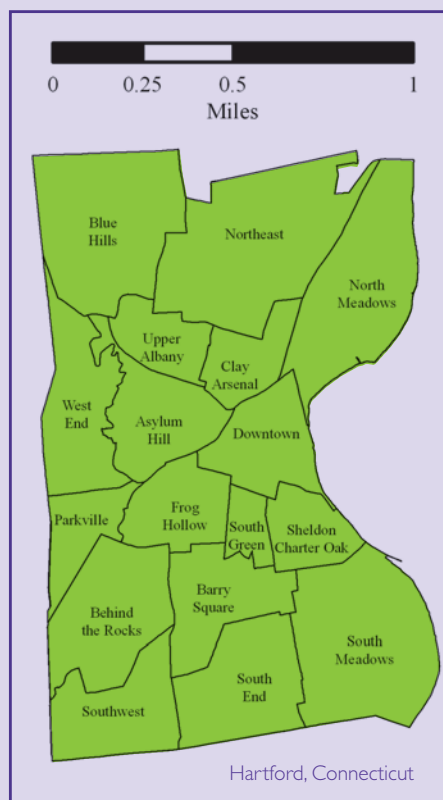 0 0.25 0.5 1
Miles
Blue
Hills
Northeast
North
Meadows
Upper
Albany
Clay
Arsenal
West
End
Asylum
Hill
Downtown
Parkville
Frog
Hollow
South
Green
Sheldon
Charter Oak
Behind
the Rocks
Barry
Square
South
Meadows
South
End
Southwest
Hartford, Connecticut